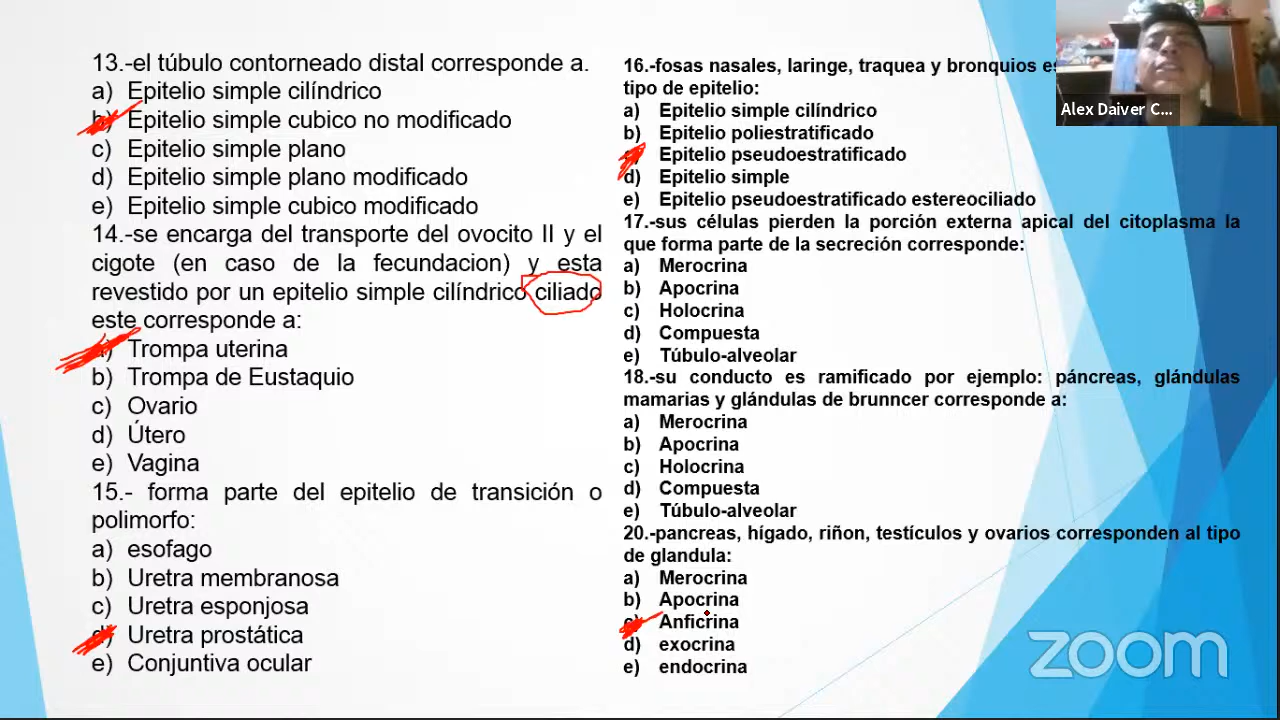 13.-el túbulo contorneado distal corresponde a.
a) Epitelio simple cilíndrico
b) Epitelio simple cubico no modificado
c) Epitelio simple plano
d) Epitelio simple plano modificado
e) Epitelio simple cubico modificado
14.-se encarga del transporte del ovocito II y el
cigote (en caso de la fecundacion) y esta
revestido por un epitelio simple cilíndrico ciliado
este corresponde a:
a) Trompa uterina
b) Trompa de Eustaquio
c) Ovario
d) Útero
e) Vagina
15.- forma parte del epitelio de transición o
polimorfo:
a) esofago
b) Uretra membranosa
c) Uretra esponjosa
d) Uretra prostática
e) Conjuntiva ocular
16.-fosas nasales, laringe, traquea y bronquios
tipo de epitelio:
a) Epitelio simple cilíndrico
b) Epitelio poliestratificado
c) Epitelio pseudoestratificado
d) Epitelio simple
e) Epitelio pseudoestratificado estereociliado
17.-sus células pierden la porción externa apical del citoplasma la
que forma parte de la secreción corresponde:
a) Merocrina
b) Apocrina
c) Holocrina
d) Compuesta
e) Túbulo-alveolar
18.-su conducto es ramificado por ejemplo: páncreas, glándulas
mamarias y glándulas de brunncer corresponde a:
a) Merocrina
b) Apocrina
c) Holocrina
d) Compuesta
e) Túbulo-alveolar
20.-pancreas, hígado, riñon, testículos y ovarios corresponden al tipo
de glandula:
a) Merocrina
b) Apocrina
c) Anficrina
d) exocrina
e) endocrina
Alex Daiver C...
zoom